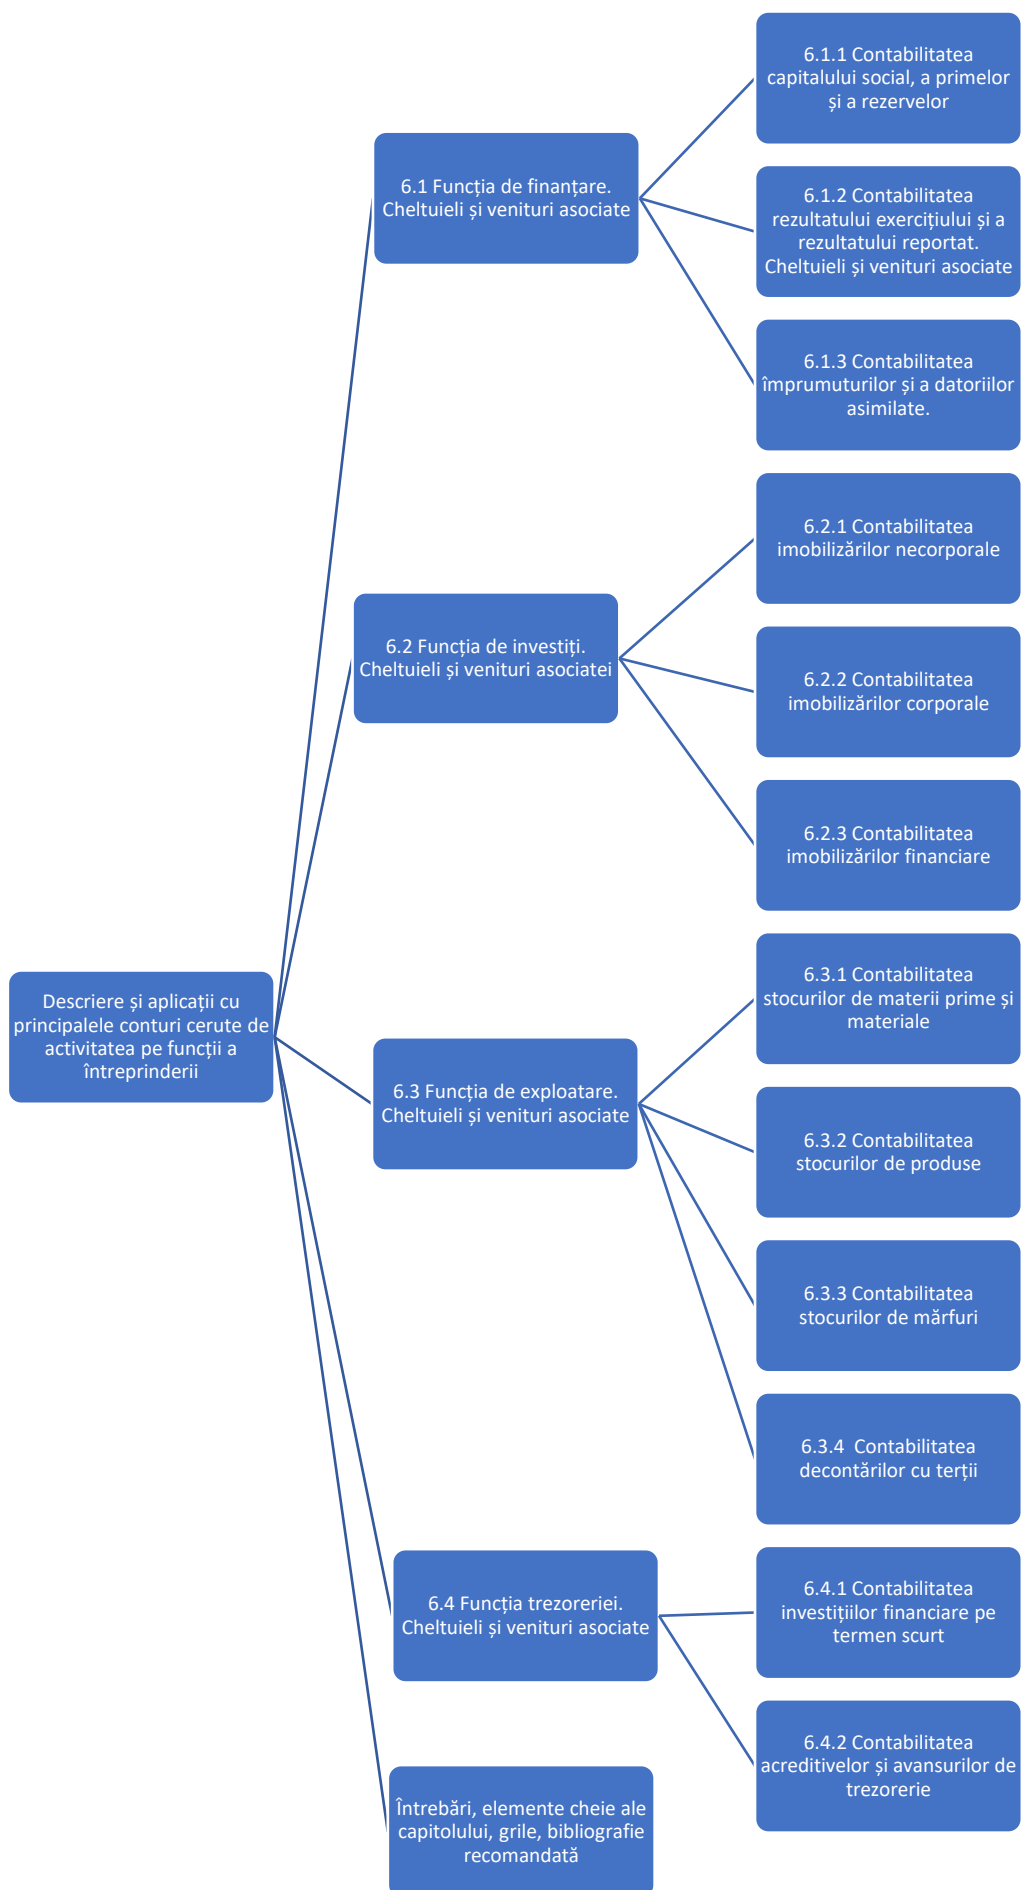 Descriere și aplicații cu
principalele conturi cerute de
activitatea pe funcții a
întreprinderii
6.1 Funcția de finanțare.
Cheltuieli și venituri asociate
6.1.1 Contabilitatea
capitalului social, a primelor
și a rezervelor
6.1.2 Contabilitatea
rezultatului exercițiului și a
rezultatului reportat.
Cheltuieli și venituri asociate
6.1.3 Contabilitatea
împrumuturilor și a datoriilor
asimilate.
6.2 Funcția de investiți.
Cheltuieli și venituri asociatei
6.2.1 Contabilitatea
imobilizărilor necorporale
6.2.2 Contabilitatea
imobilizărilor corporale
6.2.3 Contabilitatea
imobilizărilor financiare
6.3 Funcția de exploatare.
Cheltuieli și venituri asociate
6.3.1 Contabilitatea
stocurilor de materii prime și
materiale
6.3.2 Contabilitatea
stocurilor de produse
6.3.3 Contabilitatea
stocurilor de mărfuri
6.3.4 Contabilitatea
decontărilor cu terții
6.4 Funcția trezoreriei.
Cheltuieli și venituri asociate
6.4.1 Contabilitatea
investițiilor financiare pe
termen scurt
6.4.2 Contabilitatea
acreditivelor și avansurilor de
trezorerie
Întrebări, elemente cheie ale
capitolului, grile, bibliografie
recomandată